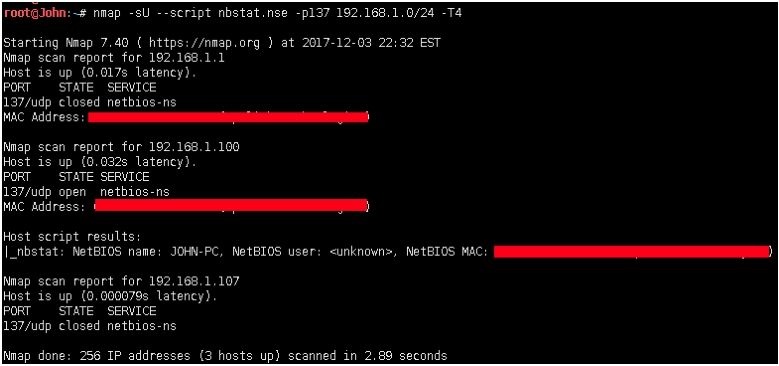 root@John:~# nmap -sU --script nbstat.nse -p137 192.168.1.0/24 -T4
Starting Nmap 7.40 ( https://nmap.org ) at 2017-12-03 22:32 EST
Nmap scan report for 192.168.1.1
Host is up (0.017s latency).
PORT STATE SERVICE
137/udp closed netbios-ns
MAC Address:
Nmap scan report for 192.168.1.100
Host is up (0.032s latency).
PORT STATE SERVICE
137/udp open netbios-ns
MAC Address:
Host script results:
|_nbstat: NetBIOS name: JOHN-PC, NetBIOS user: <unknown>, NetBIOS MAC:
Nmap scan report for 192.168.1.107
Host is up (0.000079s latency).
PORT STATE SERVICE
137/udp closed netbios-ns
Nmap done: 256 IP addresses (3 hosts up) scanned in 2.89 seconds